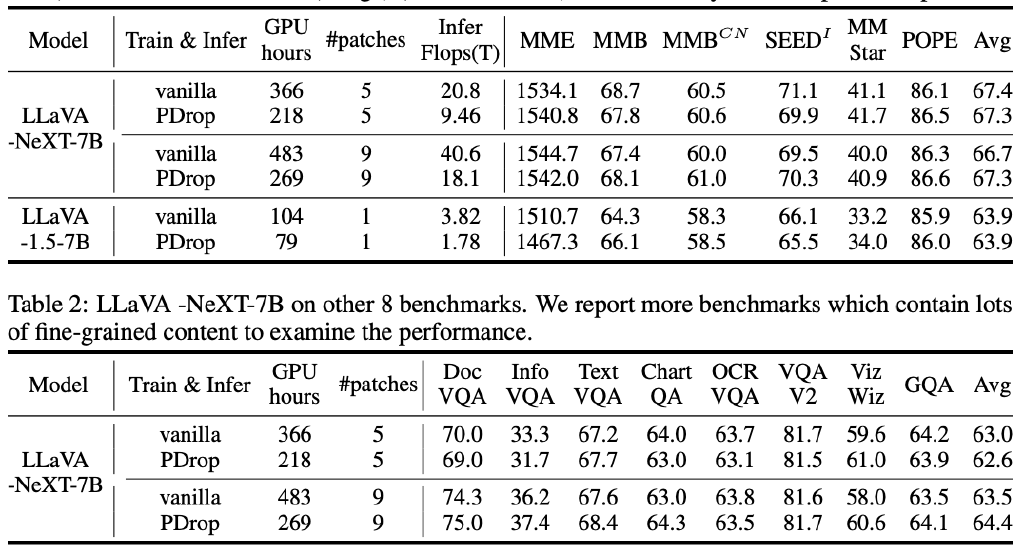 Model Train & Infer GPU hours #patches Infer Flops(T) MME MMB MMB^CN SEED^I MM Star POPE Avg
LLaVA -NeXT-7B vanilla 366 5 20.8 1534.1 68.7 60.5 71.1 41.1 86.1 67.4
PDrop 218 5 9.46 1540.8 67.8 60.6 69.9 41.7 86.5 67.3
vanilla 483 9 40.6 1544.7 67.4 60.0 69.5 40.0 86.3 66.7
PDrop 269 9 18.1 1542.0 68.1 61.0 70.3 40.9 86.6 67.3
LLaVA -1.5-7B vanilla 104 1 3.82 1510.7 64.3 58.3 66.1 33.2 85.9 63.9
PDrop 79 1 1.78 1467.3 66.1 58.5 65.5 34.0 86.0 63.9
Table 2: LLaVA -NeXT-7B on other 8 benchmarks. We report more benchmarks which contain lots
of fine-grained content to examine the performance.
Model Train & Infer GPU hours #patches Doc VQA Info VQA Text VQA Chart QA OCR VQA VQA V2 Viz Wiz GQA Avg
LLaVA -NeXT-7B vanilla 366 5 70.0 33.3 67.2 64.0 63.7 81.7 59.6 64.2 63.0
PDrop 218 5 69.0 31.7 67.7 63.0 63.1 81.5 61.0 63.9 62.6
vanilla 483 9 74.3 36.2 67.6 63.0 63.8 81.6 58.0 63.5 63.5
PDrop 269 9 75.0 37.4 68.4 64.3 63.5 81.7 60.6 64.1 64.4